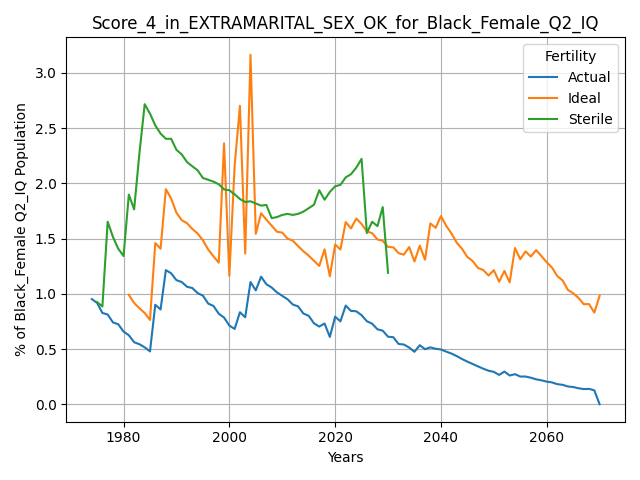 Score_4_in_EXTRAMARITAL_SEX_OK_for_Black_Female_Q2_IQ
% of Black_Female Q2_IQ Population
3.0
2.5
2.0
1.5
1.0
0.5
0.0
Fertility
Actual
Ideal
Sterile
1980
2000
2020
2040
2060
Years